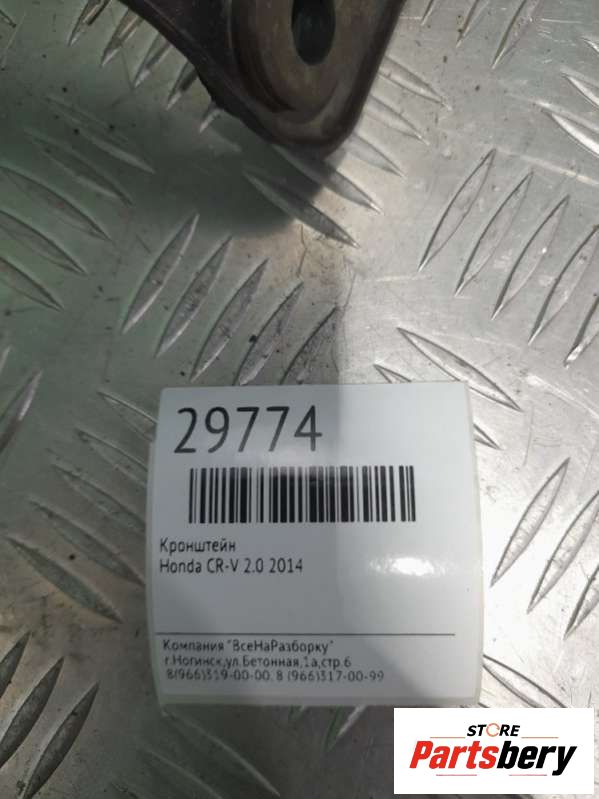 29774
Кронштейн
Honda CR-V 2.0 2014
Компания "ВсеНаРазборку"
г.Ногинск,ул.Бетонная,1а,стр.6
8(966)319-00-00, 8 (966)317-00-99
STORE
Partsbery